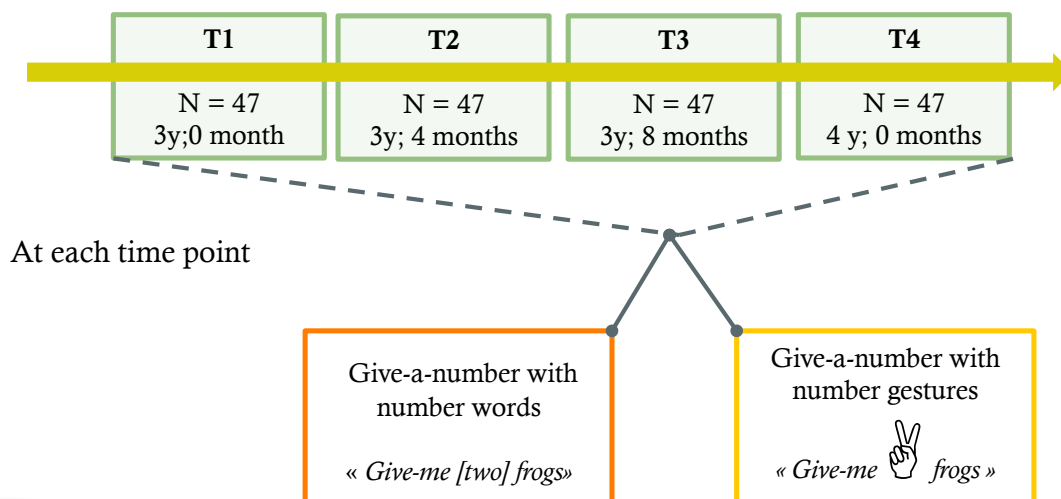 T1
N = 47
3y;0 month
T2
N = 47
3y; 4 months
T3
N = 47
3y; 8 months
T4
N = 47
4 y; 0 months
At each time point
Give-a-number with
number words
« Give-me [two] frogs»
Give-a-number with
number gestures
« Give-me frogs »